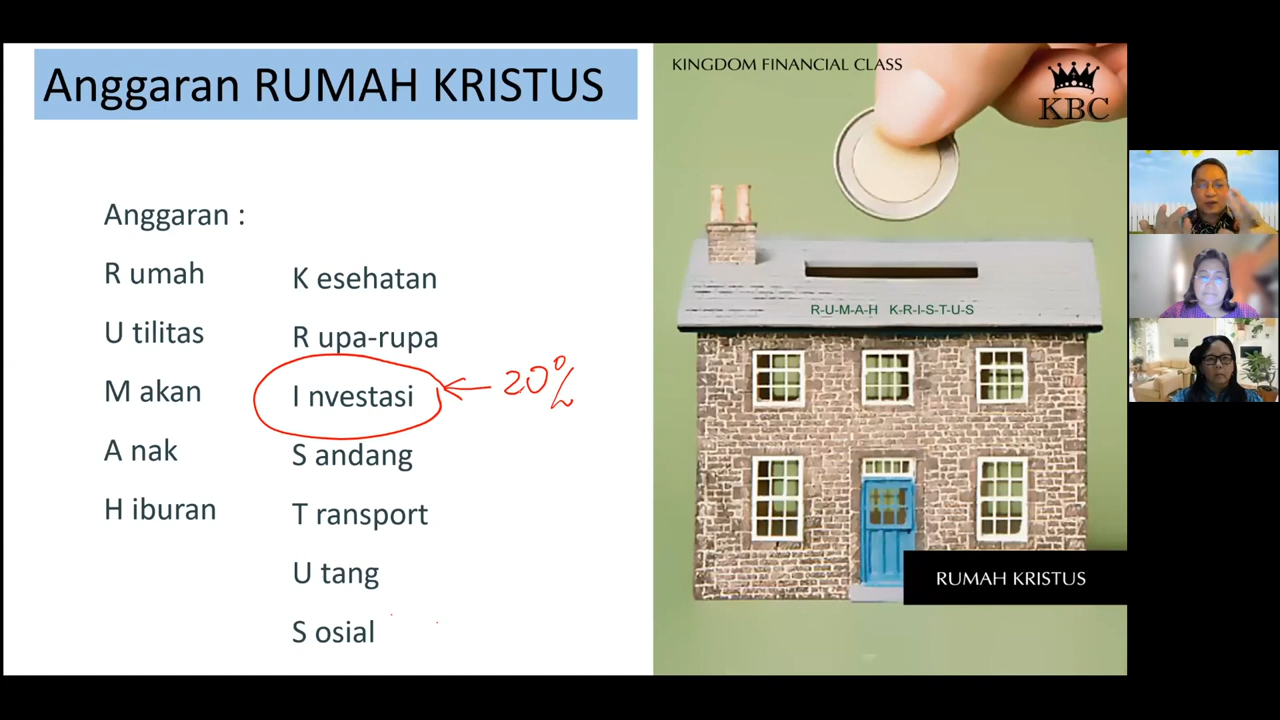 Anggaran RUMAH KRISTUS
Anggaran :
R umah
U tilitas
M akan
A nak
H iburan
K esehatan
R upa-rupa
I nvestasi
20%
S andang
T ransport
U tang
S osial
KINGDOM FINANCIAL CLASS
KBC
R-U-M-A-H K-R-I-S-T-U-S
RUMAH KRISTUS